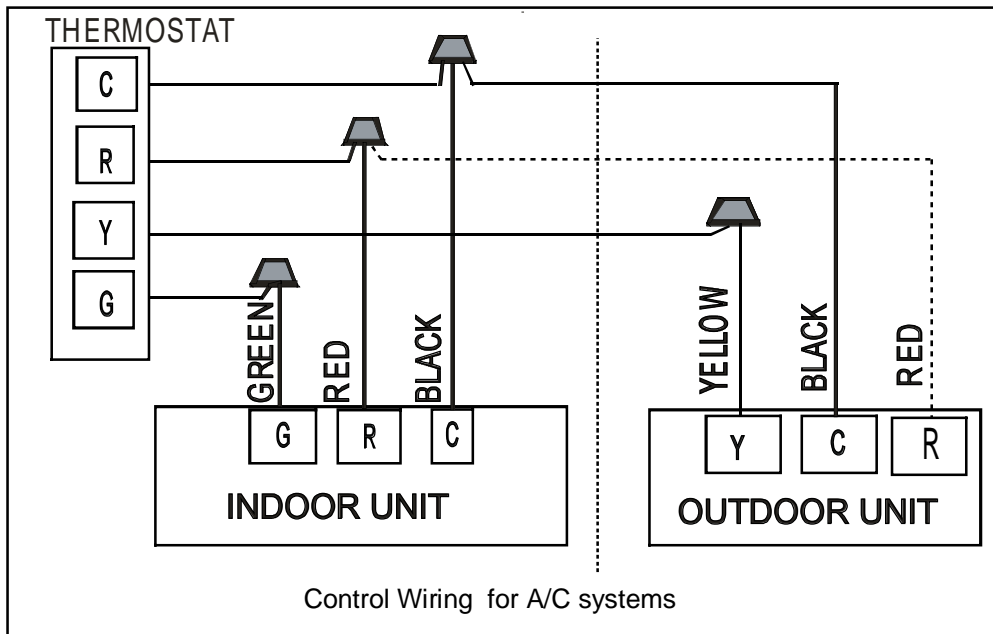 THERMOSTAT
C
R
Y
G
GREEN
RED
BLACK
YELLOW
BLACK
RED
G R C
Y C R
INDOOR UNIT
OUTDOOR UNIT
Control Wiring for A/C systems